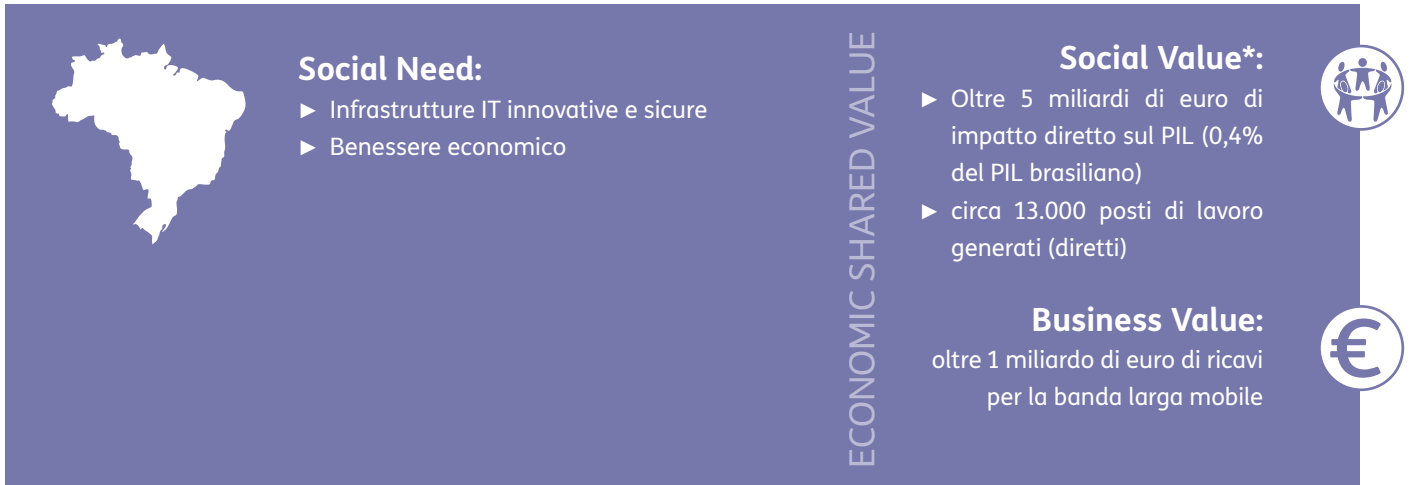 Social Need:
► Infrastrutture IT innovative e sicure
► Benessere economico
ECONOMIC SHARED VALUE
Social Value*:
► Oltre 5 miliardi di euro di
impatto diretto sul PIL (0,4%
del PIL brasiliano)
► circa 13.000 posti di lavoro
generati (diretti)
Business Value:
oltre 1 miliardo di euro di ricavi
per la banda larga mobile
€